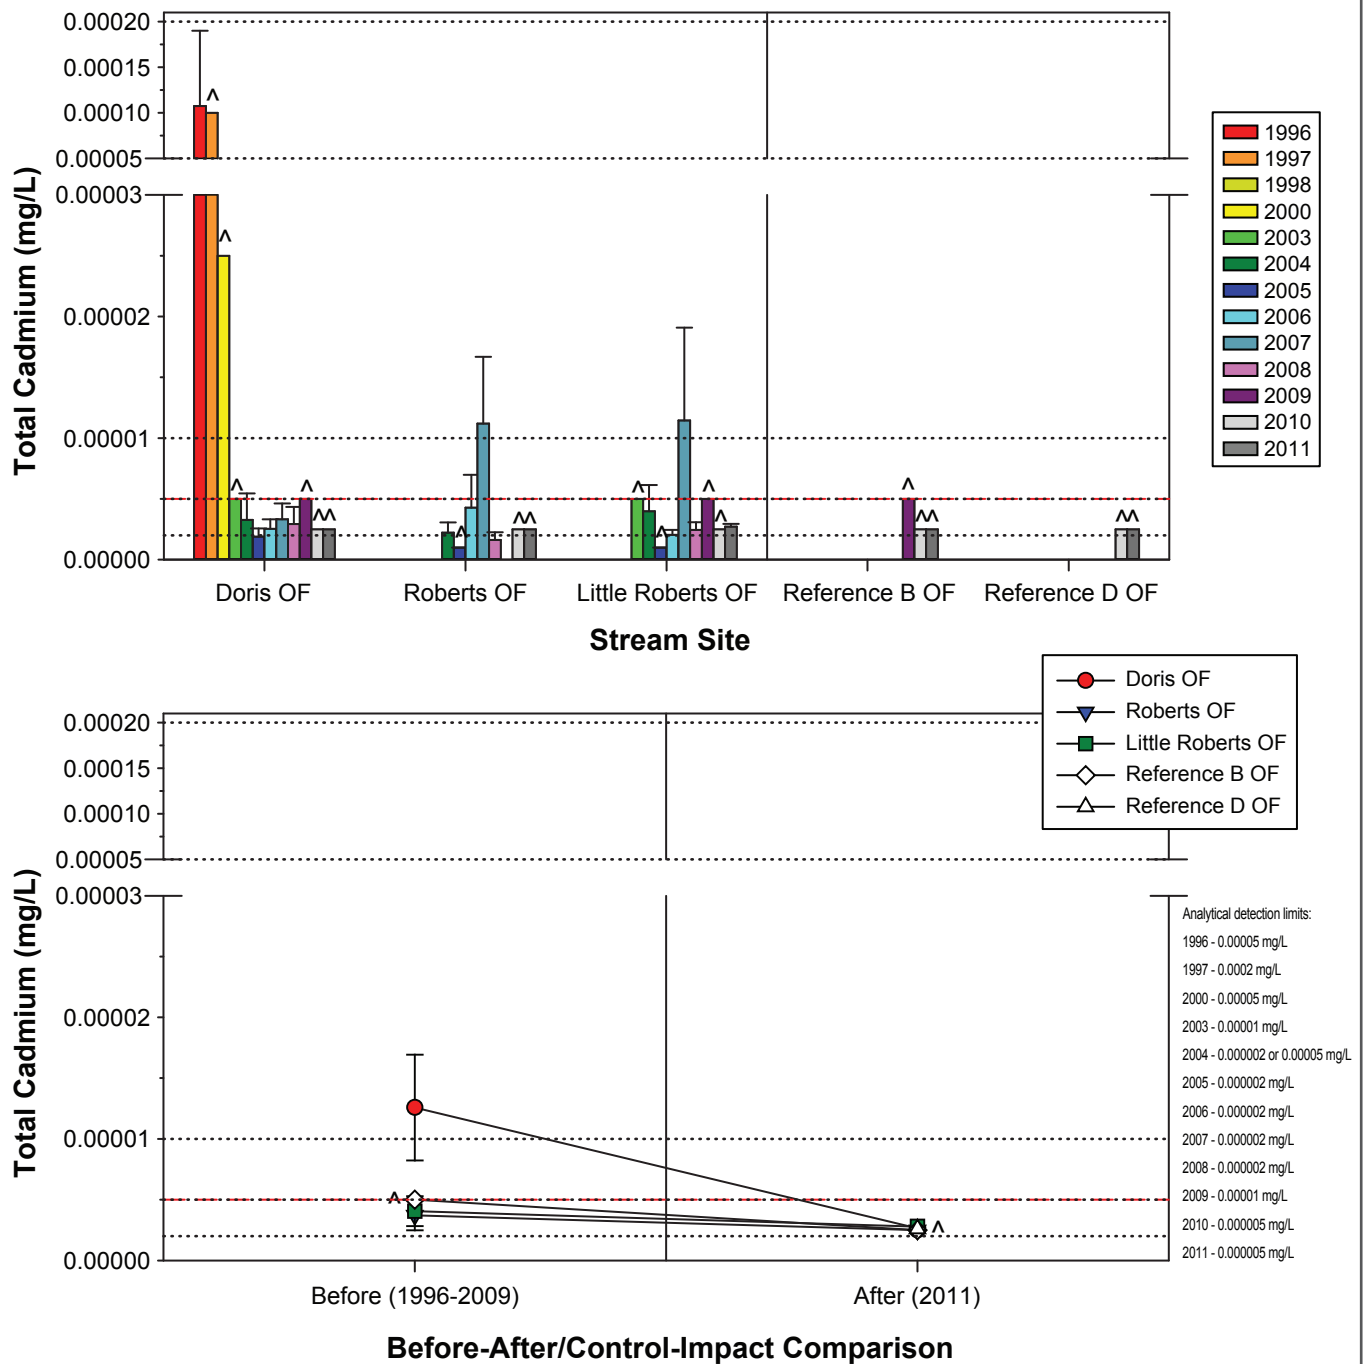 0.00020
0.00015
0.00010
0.00005
0.00003
0.00002
0.00001
0.00000
Total Cadmium (mg/L)
^
^
^
^
^^
^
^^
^
^
^
^
^
^^
^^
Doris OF Roberts OF Little Roberts OF Reference B OF Reference D OF
Stream Site
1996
1997
1998
2000
2003
2004
2005
2006
2007
2008
2009
2010
2011
Doris OF
Roberts OF
Little Roberts OF
Reference B OF
Reference D OF
0.00020
0.00015
0.00010
0.00005
0.00003
0.00002
0.00001
0.00000
Total Cadmium (mg/L)
^
^
Before (1996-2009) After (2011)
Before-After/Control-Impact Comparison
Analytical detection limits:
1996 - 0.00005 mg/L
1997 - 0.0002 mg/L
2000 - 0.00005 mg/L
2003 - 0.00001 mg/L
2004 - 0.000002 or 0.00005 mg/L
2005 - 0.000002 mg/L
2006 - 0.000002 mg/L
2007 - 0.000002 mg/L
2008 - 0.000002 mg/L
2009 - 0.00001 mg/L
2010 - 0.000005 mg/L
2011 - 0.000005 mg/L